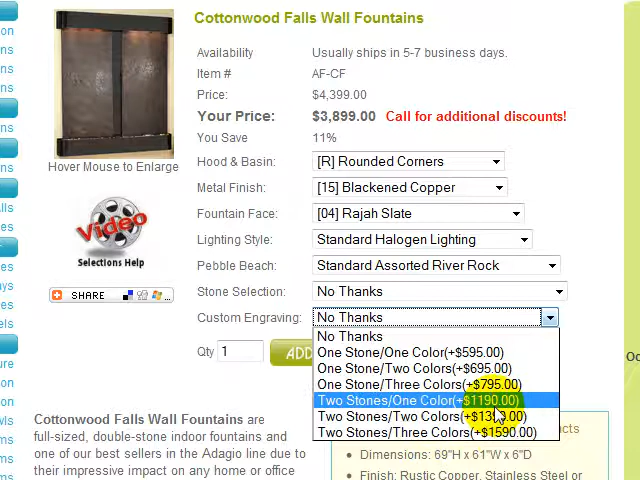 Cottonwood Falls Wall Fountains
Availability Usually ships in 5-7 business days.
Item # AF-CF
Price: $4,399.00
Your Price: $3,899.00 Call for additional discounts!
You Save 11%
Hood & Basin: [R] Rounded Corners
Hover Mouse to Enlarge
Metal Finish: [15] Blackened Copper
Fountain Face: [04] Rajah Slate
Video
Lighting Style: Standard Halogen Lighting
Selections Help
Pebble Beach: Standard Assorted River Rock
SHARE
Stone Selection: No Thanks
Custom Engraving: No Thanks
No Thanks
Qty 1 ADD
One Stone/One Color(+$595.00)
One Stone/Two Colors(+$695.00)
One Stone/Three Colors(+$795.00)
Two Stones/One Color(+$1190.00)
Two Stones/Two Colors(+$1390.00)
Two Stones/Three Colors(+$1590.00)
Cottonwood Falls Wall Fountains are
full-sized, double-stone indoor fountains and
one of our best sellers in the Adagio line due to
their impressive impact on any home or office
Dimensions: 69"H x 61"W x 6"D
Finish: Rustic Copper, Stainless Steel or